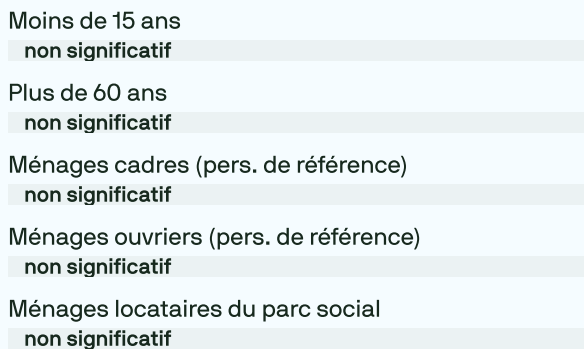 Moins de 15 ans
non significatif
Plus de 60 ans
non significatif
Ménages cadres (pers. de référence)
non significatif
Ménages ouvriers (pers. de référence)
non significatif
Ménages locataires du parc social
non significatif